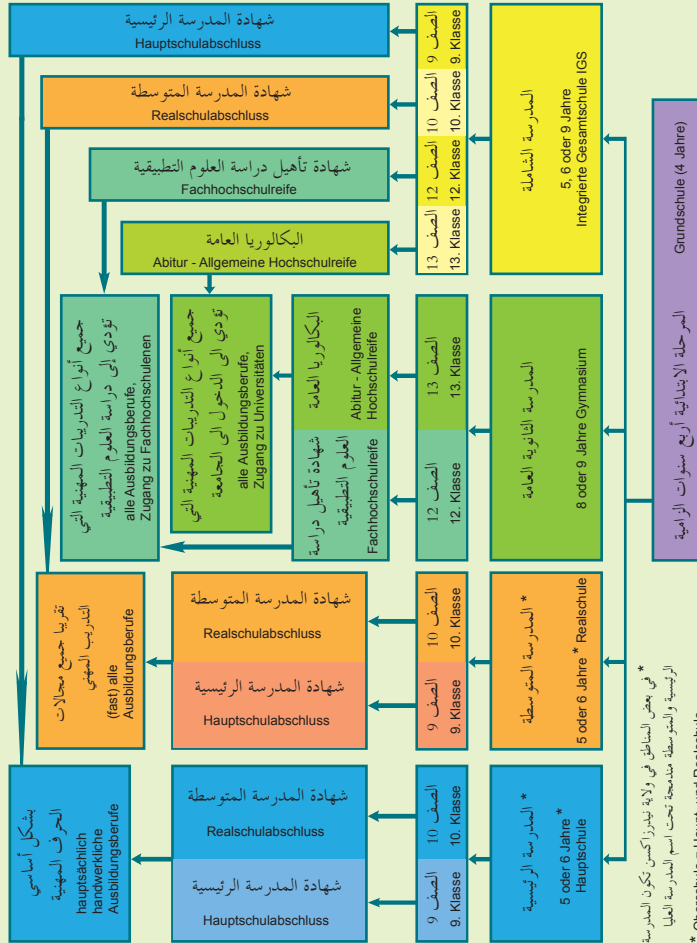 شهادة المدرسة الرئيسية
Hauptschulabschluss
شهادة المدرسة المتوسطة
Realschulabschluss
شهادة تأهيل دراسة العلوم التطبيقية
Fachhochschulreife
البكالوريا العامة
Abitur - Allgemeine Hochschulreife
بشكل أساسي
الحرف المهنية
hauptsächlich
handwerkliche
Ausbildungsberufe
تقريبا جميع مجالات
التدريب المهني
(fast) alle
Ausbildungsberufe
جميع أنواع التدريبات المهنية التي
تؤدي إلى دراسة العلوم التطبيقية
alle Ausbildungsberufe,
Zugang zu Fachhochschulenen
جميع أنواع التدريبات المهنية التي
تؤدي الى الدخول الى الجامعة
alle Ausbildungsberufe,
Zugang zu Universitäten
شهادة المدرسة الرئيسية
Hauptschulabschluss
شهادة المدرسة المتوسطة
Realschulabschluss
شهادة المدرسة الرئيسية
Hauptschulabschluss
شهادة المدرسة المتوسطة
Realschulabschluss
شهادة تأهيل دراسة
العلوم التطبيقية
Fachhochschulreife
البكالوريا العامة
Abitur - Allgemeine
Hochschulreife
الصف 9
9. Klasse
الصف 10
10. Klasse
الصف 9
9. Klasse
الصف 10
10. Klasse
الصف 12
12. Klasse
الصف 13
13. Klasse
الصف 13
13. Klasse
الصف 12
12. Klasse
الصف 10
10. Klasse
الصف 9
9. Klasse
المدرسة الرئيسية *
5 oder 6 Jahre *
Hauptschule
المدرسة المتوسطة *
5 oder 6 Jahre * Realschule
المدرسة الثانوية العامة
8 oder 9 Jahre Gymnasium
المدرسة الشاملة
5, 6 oder 9 Jahre
Integrierte Gesamtschule IGS
المرحلة الابتدائية أربع سنوات الزامية
Grundschule (4 Jahre)
* في بعض المناطق في ولاية نيدرزاكسن تكون المدرسة
الرئيسية والمتوسطة مندمجة تحت اسم المدرسة العليا